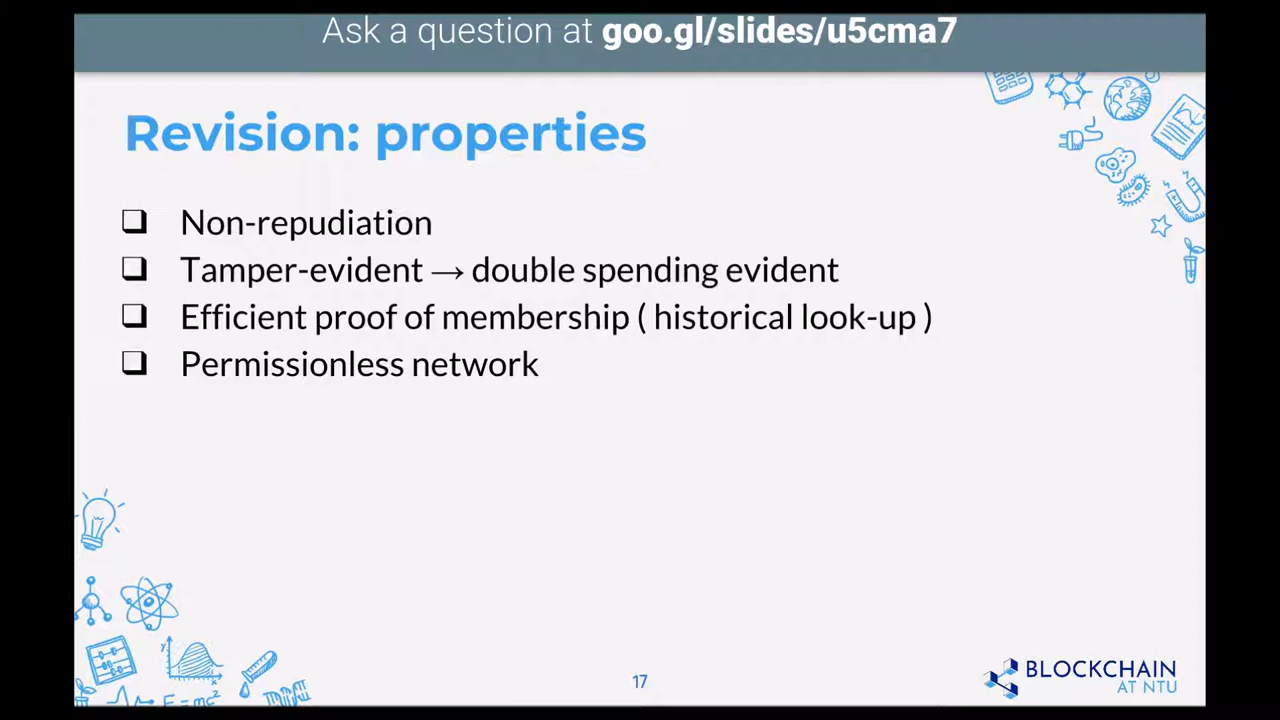 Ask a question at goo.gl/slides/u5cma7
Revision: properties
❑ Non-repudiation
❑ Tamper-evident → double spending evident
❑ Efficient proof of membership ( historical look-up )
❑ Permissionless network
E=mc²
17
BLOCKCHAIN
AT NTU